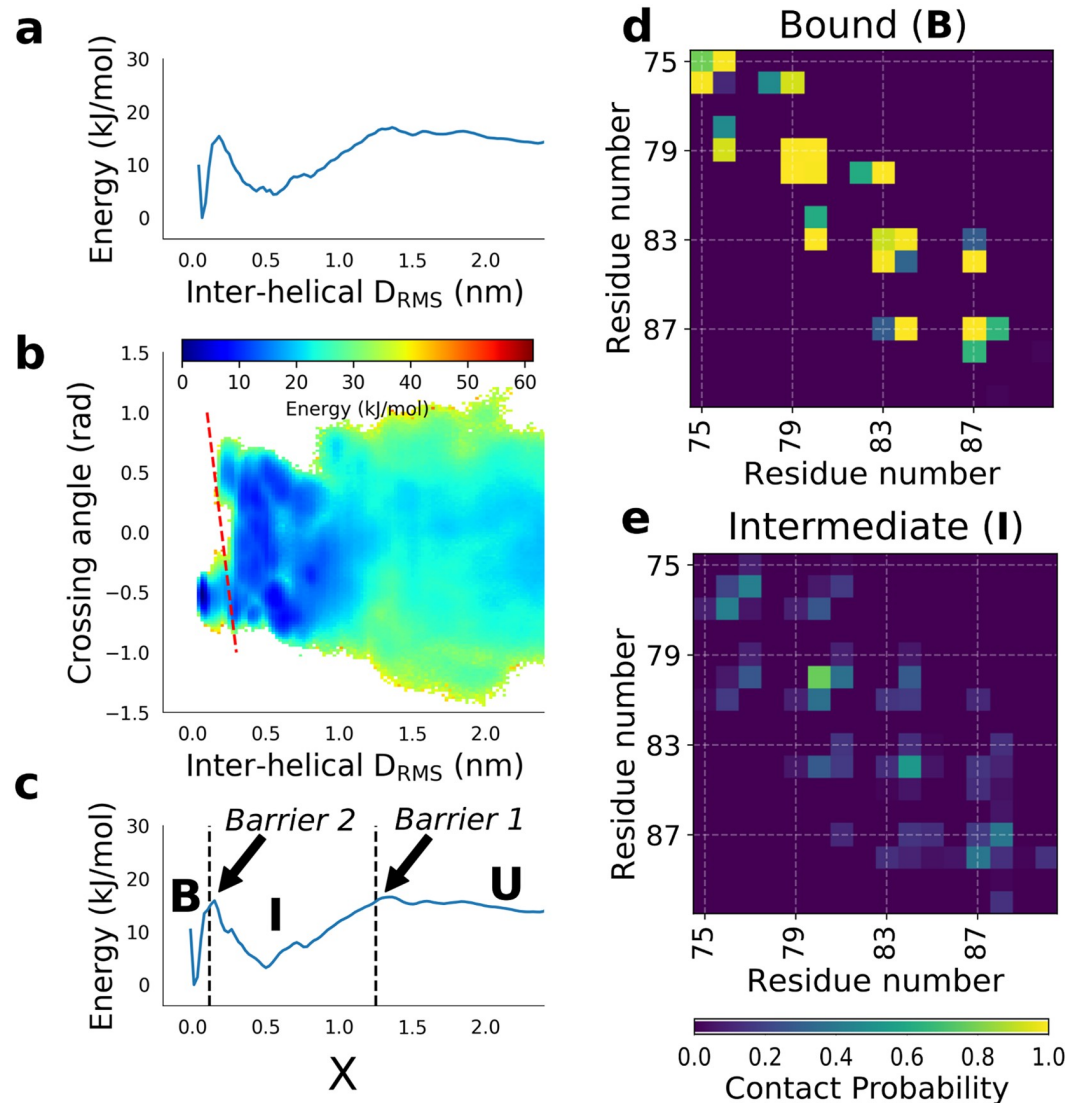 a
30
20
10
0
Energy (kJ/mol)
0.0 0.5 1.0 1.5 2.0
Inter-helical D_RMS (nm)
b
1.5
1.0
0.5
0.0
−0.5
−1.0
−1.5
Crossing angle (rad)
0 10 20 30 40 50 60
Energy (kJ/mol)
0.0 0.5 1.0 1.5 2.0
Inter-helical D_RMS (nm)
c
30
20
10
0
Energy (kJ/mol)
Barrier 2 Barrier 1
B I U
0.0 0.5 1.0 1.5 2.0
X
d
Bound (B)
75
79
83
87
Residue number
75 79 83 87
Residue number
e
Intermediate (I)
75
79
83
87
Residue number
75 79 83 87
Residue number
0.0 0.2 0.4 0.6 0.8 1.0
Contact Probability